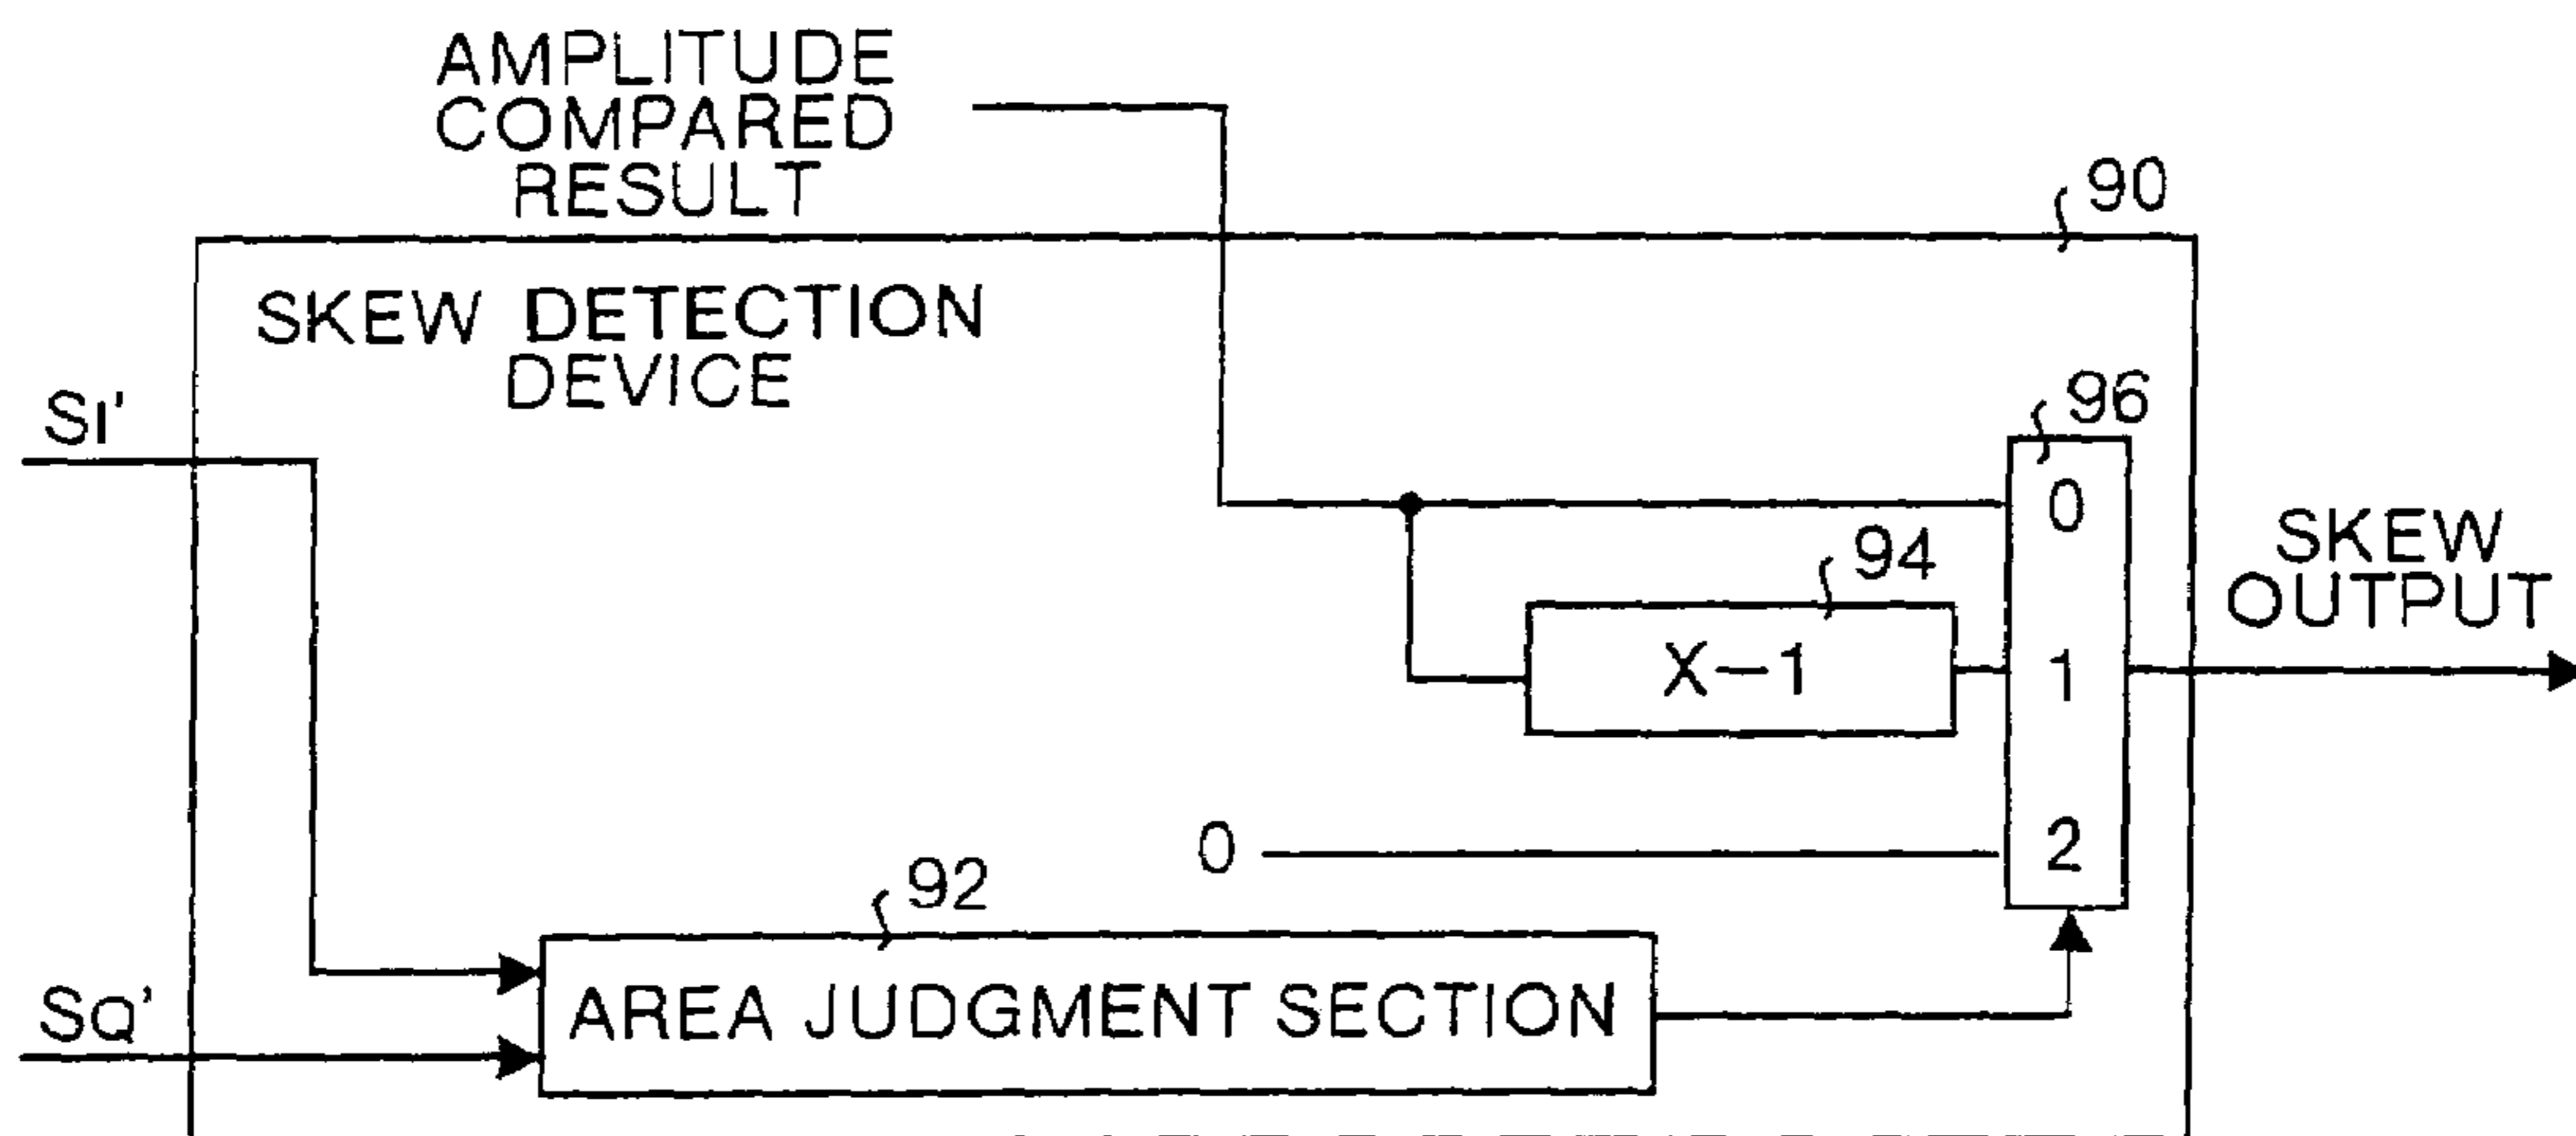 AMPLITUDE
COMPARED
RESULT
90
SKEW DETECTION
DEVICE
SI'
96
0
SKEW
OUTPUT
94
X-1
1
0
2
92
SQ'
AREA JUDGMENT SECTION